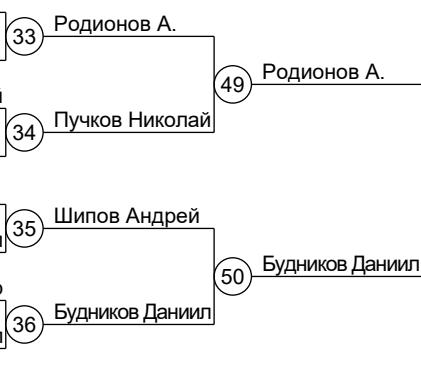 33 Родионов А.
49 Родионов А.
34 Пучков Николай
35 Шипов Андрей
50 Будников Даниил
36 Будников Даниил